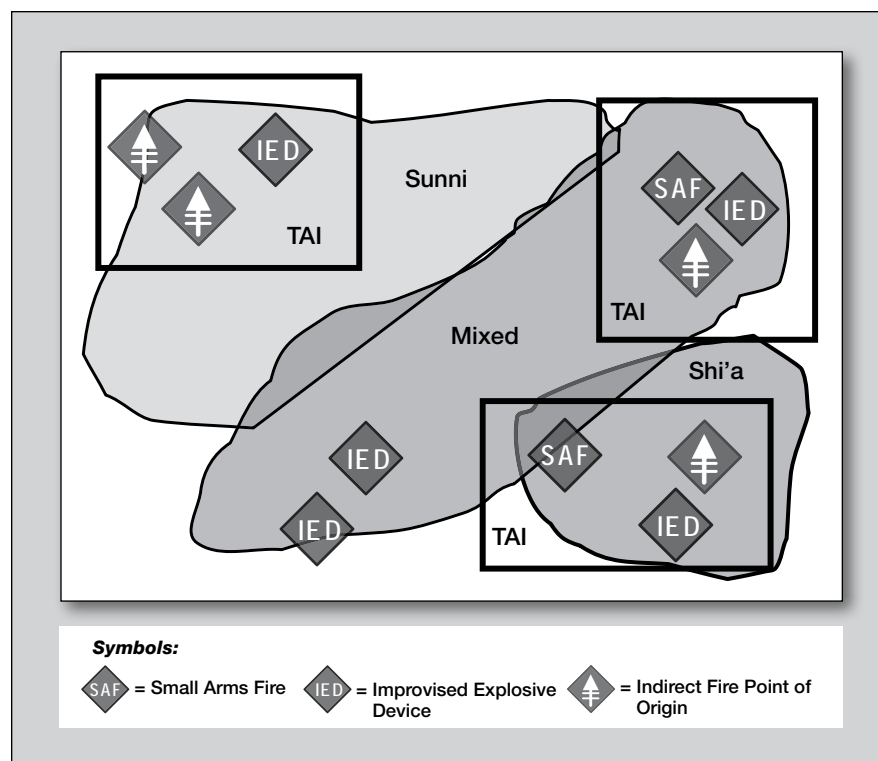 IED
Sunni
TAI
SAF
IED
TAI
Mixed
Shi’a
IED
IED
SAF
IED
TAI
Symbols:
SAF = Small Arms Fire
IED = Improvised Explosive
Device
= Indirect Fire Point of
Origin